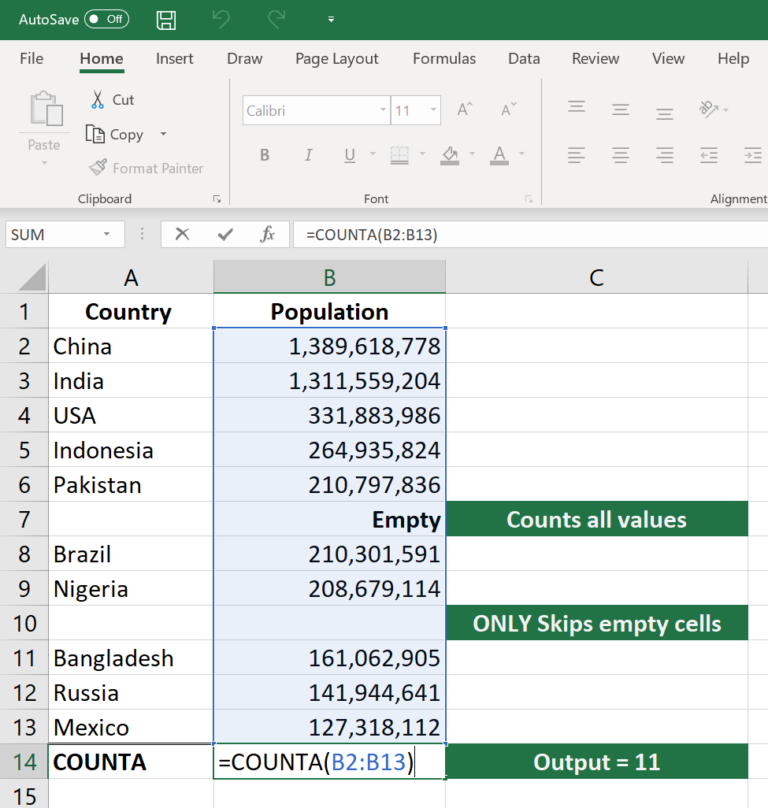 AutoSave Off
File Home Insert Draw Page Layout Formulas Data Review View Help
Paste
Cut
Copy
Format Painter
Clipboard
Calibri 11 A A
B I U A
Font
ab
Alignment
SUM fx =COUNTA(B2:B13)
A B C
1 Country Population
2 China 1,389,618,778
3 India 1,311,559,204
4 USA 331,883,986
5 Indonesia 264,935,824
6 Pakistan 210,797,836
7 Empty Counts all values
8 Brazil 210,301,591
9 Nigeria 208,679,114
10 ONLY Skips empty cells
11 Bangladesh 161,062,905
12 Russia 141,944,641
13 Mexico 127,318,112
14 COUNTA =COUNTA(B2:B13) Output = 11
15